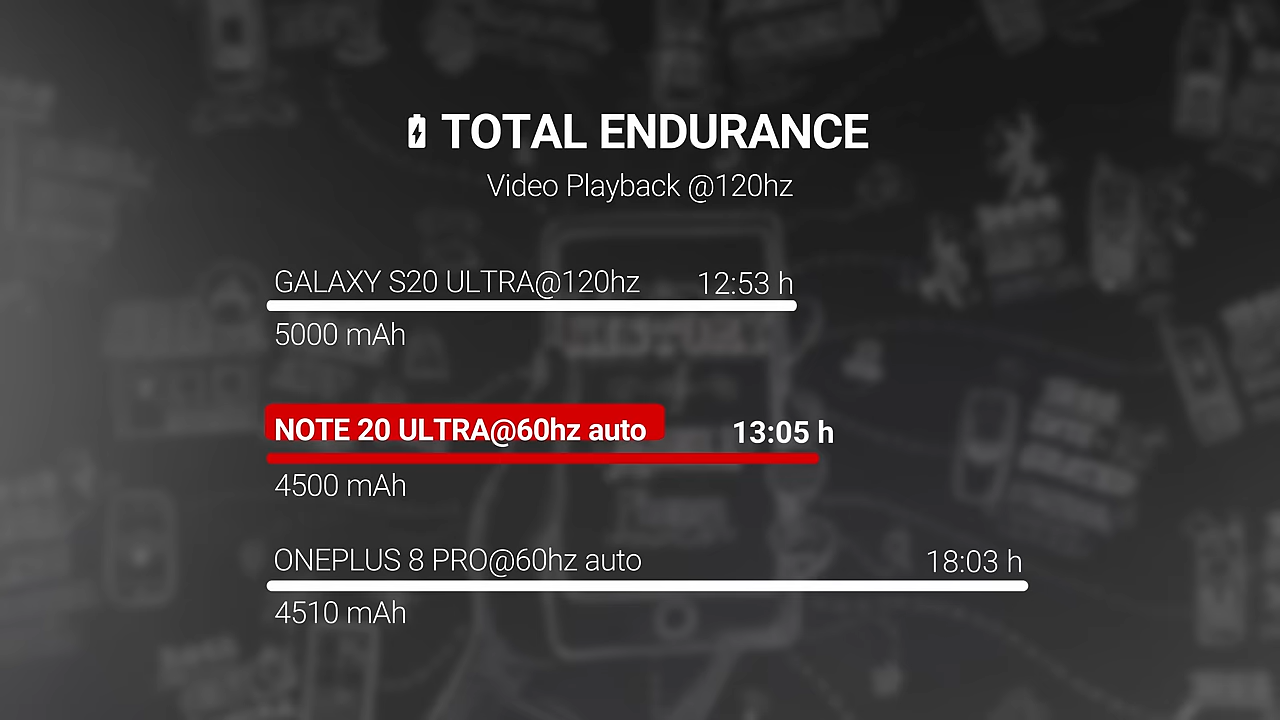 TOTAL ENDURANCE
Video Playback @120hz
GALAXY S20 ULTRA@120hz 12:53 h
5000 mAh
NOTE 20 ULTRA@60hz auto 13:05 h
4500 mAh
ONEPLUS 8 PRO@60hz auto 18:03 h
4510 mAh